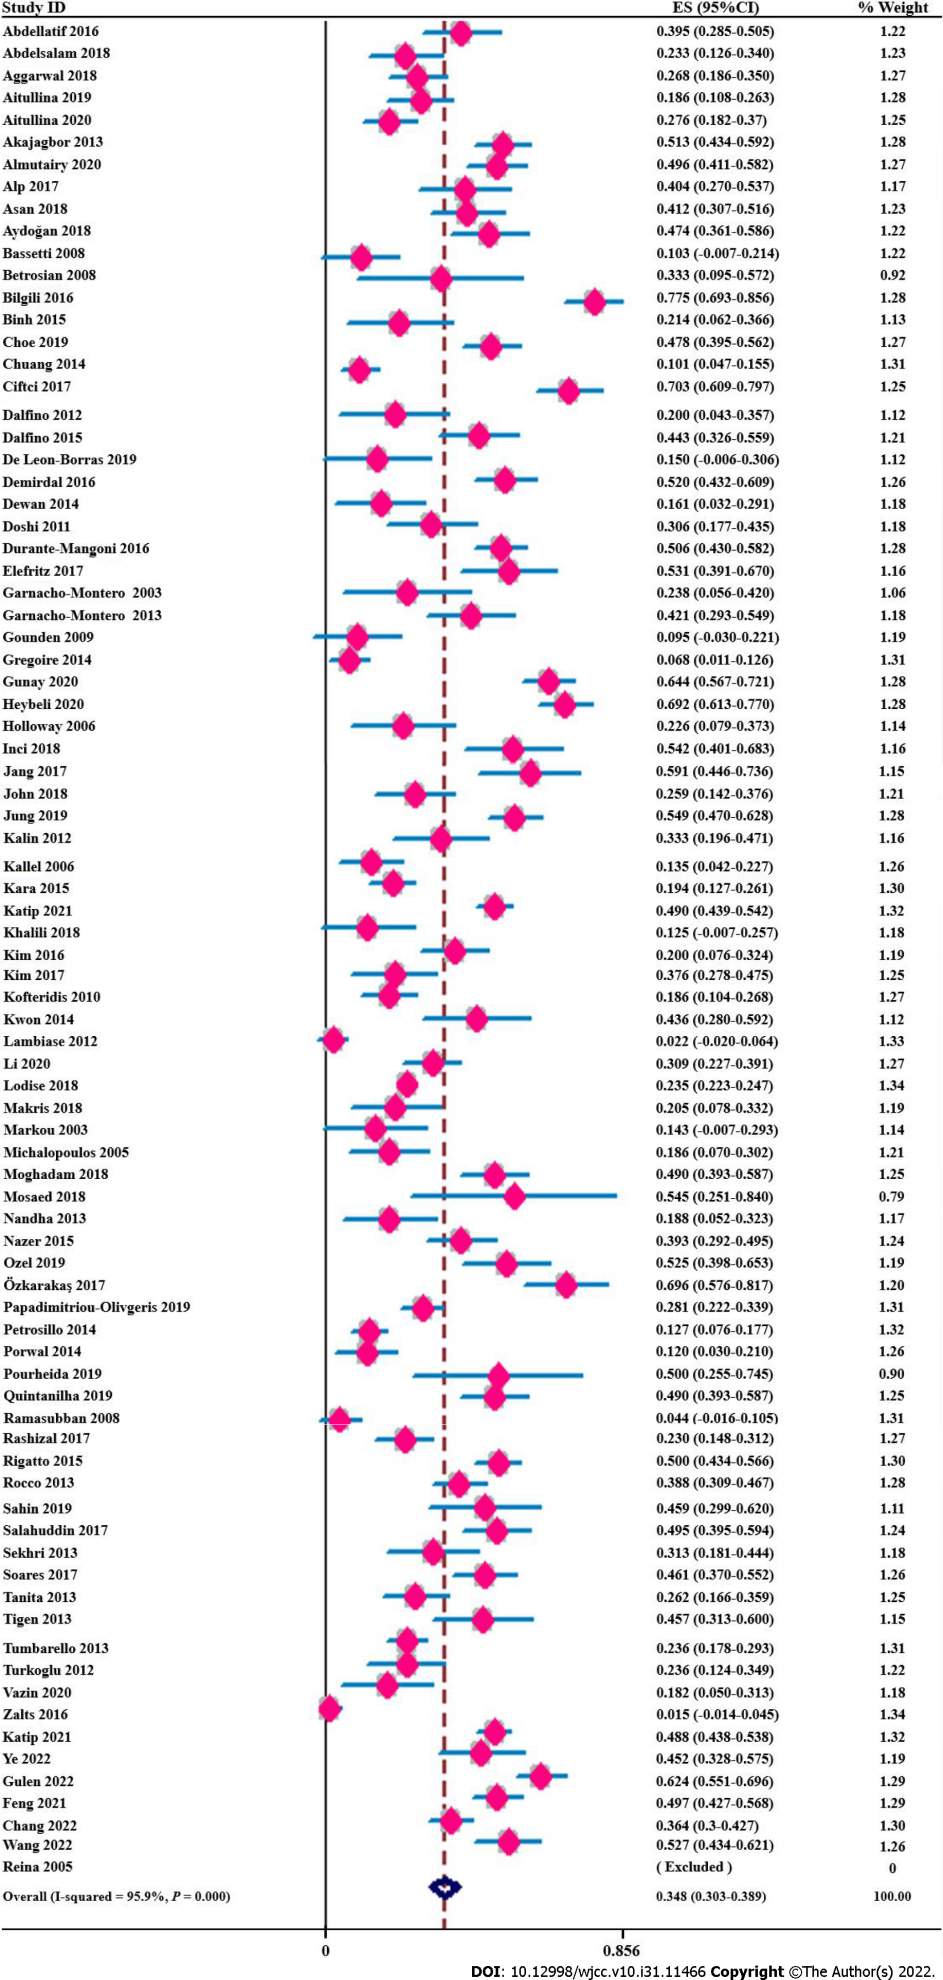 Study ID ES (95%CI) % Weight
Abdellatif 2016 0.395 (0.285-0.505) 1.22
Abdelsalam 2018 0.233 (0.126-0.340) 1.23
Aggarwal 2018 0.268 (0.186-0.350) 1.27
Aitullina 2019 0.186 (0.108-0.263) 1.28
Aitullina 2020 0.276 (0.182-0.37) 1.25
Akajagbor 2013 0.513 (0.434-0.592) 1.28
Almutairy 2020 0.496 (0.411-0.582) 1.27
Alp 2017 0.404 (0.270-0.537) 1.17
Asan 2018 0.412 (0.307-0.516) 1.23
Aydoğan 2018 0.474 (0.361-0.586) 1.22
Bassetti 2008 0.103 (-0.007-0.214) 1.22
Betrosian 2008 0.333 (0.095-0.572) 0.92
Bilgili 2016 0.775 (0.693-0.856) 1.28
Binh 2015 0.214 (0.062-0.366) 1.13
Choe 2019 0.478 (0.395-0.562) 1.27
Chuang 2014 0.101 (0.047-0.155) 1.31
Ciftci 2017 0.703 (0.609-0.797) 1.25
Dalfino 2012 0.200 (0.043-0.357) 1.12
Dalfino 2015 0.443 (0.326-0.559) 1.21
De Leon-Borras 2019 0.150 (-0.006-0.306) 1.12
Demirdal 2016 0.520 (0.432-0.609) 1.26
Dewan 2014 0.161 (0.032-0.291) 1.18
Doshi 2011 0.306 (0.177-0.435) 1.18
Durante-Mangoni 2016 0.506 (0.430-0.582) 1.28
Elefritz 2017 0.531 (0.391-0.670) 1.16
Garnacho-Montero 2003 0.238 (0.056-0.420) 1.06
Garnacho-Montero 2013 0.421 (0.293-0.549) 1.18
Gounden 2009 0.095 (-0.030-0.221) 1.19
Gregoire 2014 0.068 (0.011-0.126) 1.31
Gunay 2020 0.644 (0.567-0.721) 1.28
Heybeli 2020 0.692 (0.613-0.770) 1.28
Holloway 2006 0.226 (0.079-0.373) 1.14
Inci 2018 0.542 (0.401-0.683) 1.16
Jang 2017 0.591 (0.446-0.736) 1.15
John 2018 0.259 (0.142-0.376) 1.21
Jung 2019 0.549 (0.470-0.628) 1.28
Kalin 2012 0.333 (0.196-0.471) 1.16
Kallel 2006 0.135 (0.042-0.227) 1.26
Kara 2015 0.194 (0.127-0.261) 1.30
Katip 2021 0.490 (0.439-0.542) 1.32
Khalili 2018 0.125 (-0.007-0.257) 1.18
Kim 2016 0.200 (0.076-0.324) 1.19
Kim 2017 0.376 (0.278-0.475) 1.25
Kofteridis 2010 0.186 (0.104-0.268) 1.27
Kwon 2014 0.436 (0.280-0.592) 1.12
Lambiase 2012 0.022 (-0.020-0.064) 1.33
Li 2020 0.309 (0.227-0.391) 1.27
Lodise 2018 0.235 (0.223-0.247) 1.34
Makris 2018 0.205 (0.078-0.332) 1.19
Markou 2003 0.143 (-0.007-0.293) 1.14
Michalopoulos 2005 0.186 (0.070-0.302) 1.21
Moghadam 2018 0.490 (0.393-0.587) 1.25
Mosaed 2018 0.545 (0.251-0.840) 0.79
Nandha 2013 0.188 (0.052-0.323) 1.17
Nazer 2015 0.393 (0.292-0.495) 1.24
Ozel 2019 0.525 (0.398-0.653) 1.19
Özkarakaş 2017 0.696 (0.576-0.817) 1.20
Papadimitriou-Olivgeris 2019 0.281 (0.222-0.339) 1.31
Petrosillo 2014 0.127 (0.076-0.177) 1.32
Porwal 2014 0.120 (0.030-0.210) 1.26
Pourheida 2019 0.500 (0.255-0.745) 0.90
Quintanilha 2019 0.490 (0.393-0.587) 1.25
Ramasubban 2008 0.044 (-0.016-0.105) 1.31
Rashizal 2017 0.230 (0.148-0.312) 1.27
Rigatto 2015 0.500 (0.434-0.566) 1.30
Rocco 2013 0.388 (0.309-0.467) 1.28
Sahin 2019 0.459 (0.299-0.620) 1.11
Salahuddin 2017 0.495 (0.395-0.594) 1.24
Sekhri 2013 0.313 (0.181-0.444) 1.18
Soares 2017 0.461 (0.370-0.552) 1.26
Tanita 2013 0.262 (0.166-0.359) 1.25
Tigen 2013 0.457 (0.313-0.600) 1.15
Tumbarello 2013 0.236 (0.178-0.293) 1.31
Turkoglu 2012 0.236 (0.124-0.349) 1.22
Vazin 2020 0.182 (0.050-0.313) 1.18
Zalts 2016 0.015 (-0.014-0.045) 1.34
Katip 2021 0.488 (0.438-0.538) 1.32
Ye 2022 0.452 (0.328-0.575) 1.19
Gulen 2022 0.624 (0.551-0.696) 1.29
Feng 2021 0.497 (0.427-0.568) 1.29
Chang 2022 0.364 (0.3-0.427) 1.30
Wang 2022 0.527 (0.434-0.621) 1.26
Reina 2005 ( Excluded ) 0
Overall (I-squared = 95.9%, P = 0.000) 0.348 (0.303-0.389) 100.00
0 0.856
DOI: 10.12998/wjcc.v10.i31.11466 Copyright ©The Author(s) 2022.